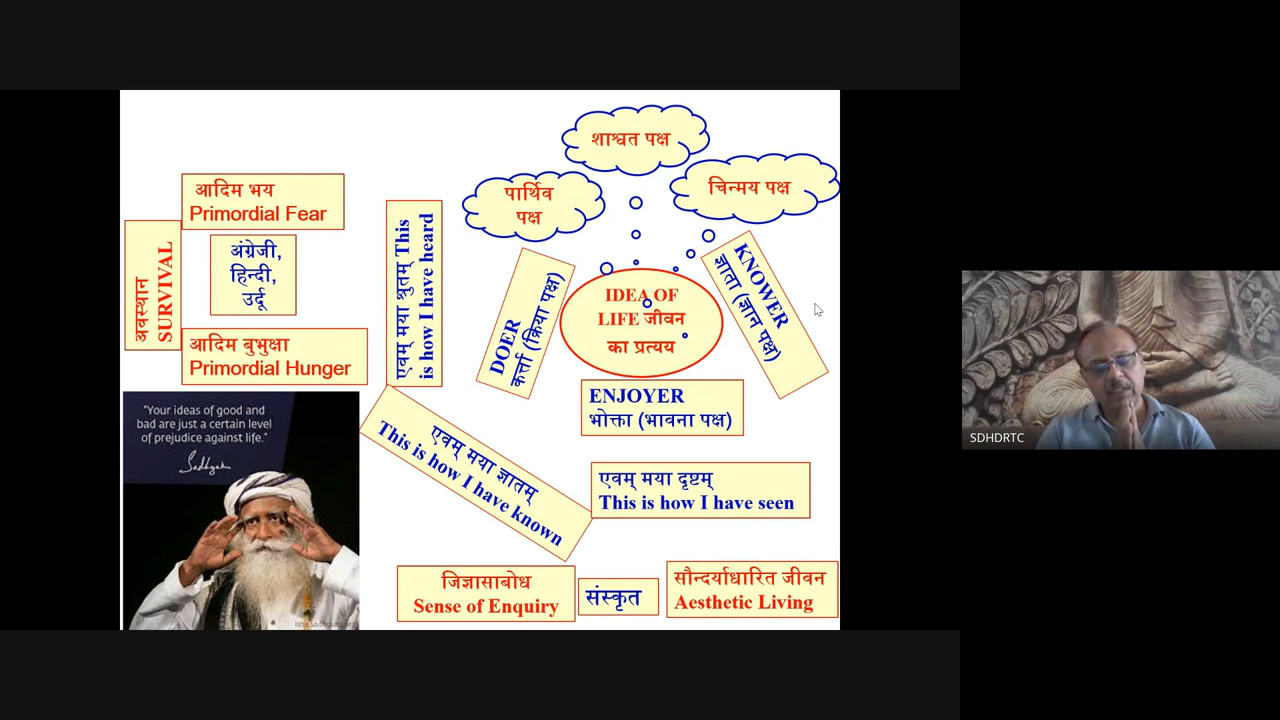 शाश्वत पक्ष
पार्थिव
पक्ष
चिन्मय पक्ष
आदिम भय
Primordial Fear
अवस्थान
SURVIVAL
अंग्रेजी,
हिन्दी,
उर्दू
आदिम बुभुक्षा
Primordial Hunger
एवम् मया श्रुतम् This
is how I have heard
DOER
कर्त्ता (क्रिया पक्ष)
IDEA OF
LIFE जीवन
का प्रत्यय
KNOWER
ज्ञाता (ज्ञान पक्ष)
ENJOYER
भोक्ता (भावना पक्ष)
"Your ideas of good and
bad are just a certain level
of prejudice against life."
Sadhguru
एवम् मया ज्ञातम्
This is how I have known
एवम् मया दृष्टम्
This is how I have seen
जिज्ञासाबोध
Sense of Enquiry
संस्कृत
सौन्दर्याधारित जीवन
Aesthetic Living
SDHDRTC